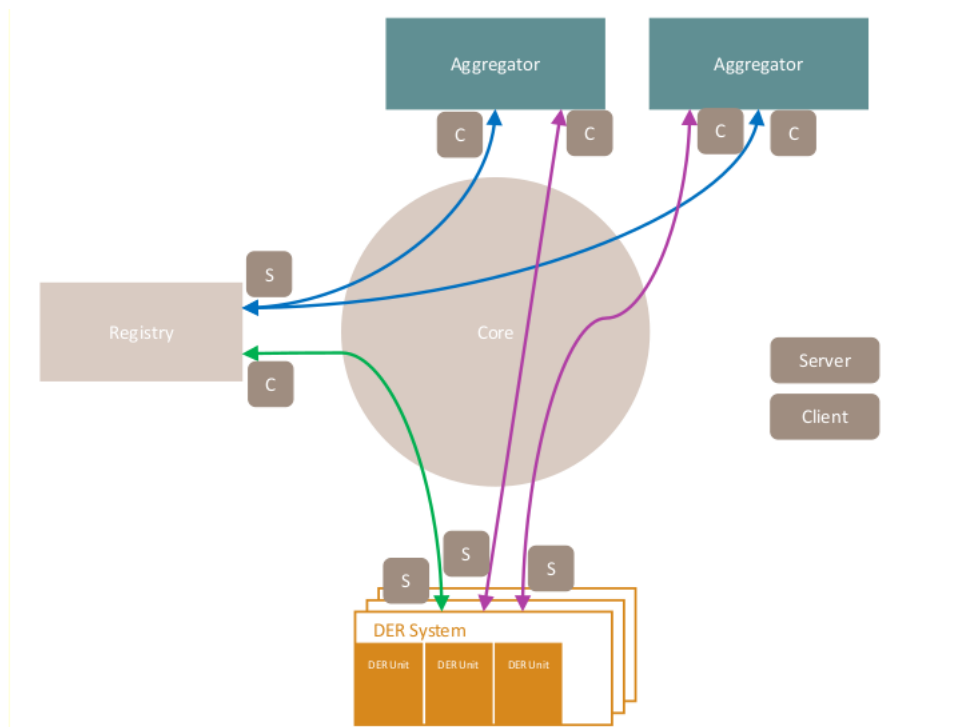 Aggregator
Aggregator
C
C
C
C
S
Registry
Core
C
Server
Client
S
S
S
DER System
DER Unit
DER Unit
DER Unit